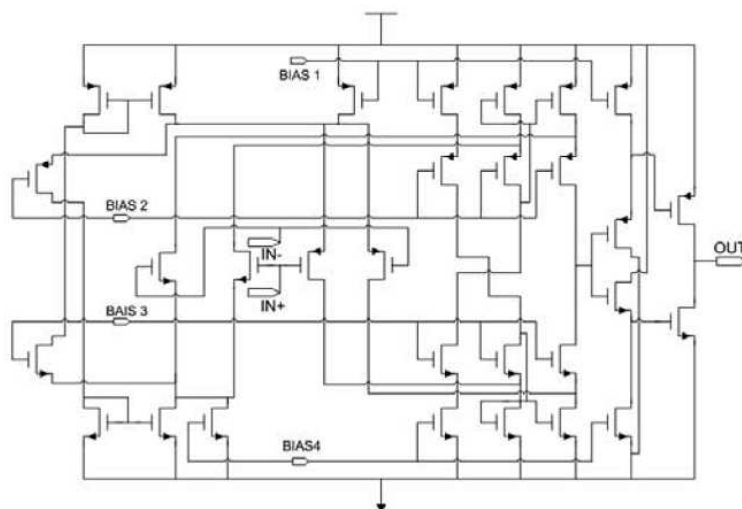 BIAS 1
BIAS 2
IN-
OUT
IN+
BAIS 3
BIAS4